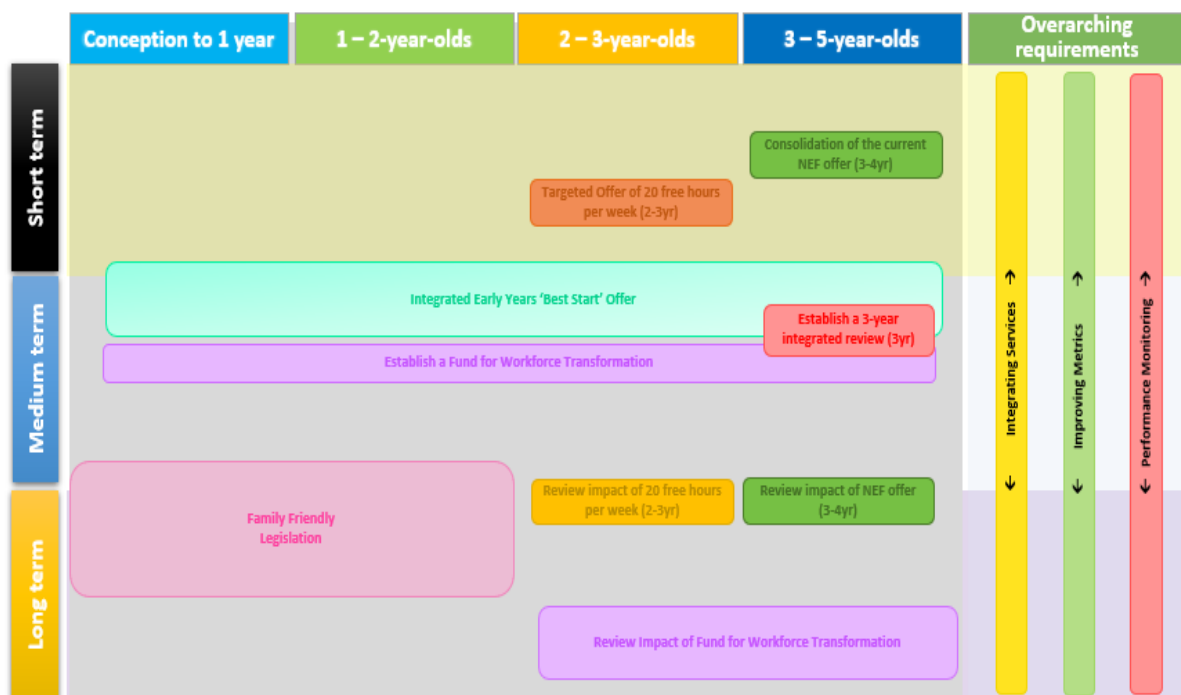 Conception to 1 year
1 – 2-year-olds
2 – 3-year-olds
3 – 5-year-olds
Overarching
requirements
Short term
Consolidation of the current
NEF offer (3-4yr)
Targeted Offer of 20 free hours
per week (2-3yr)
Medium term
Integrated Early Years ‘Best Start’ Offer
Establish a 3-year
integrated review (3yr)
Establish a Fund for Workforce Transformation
Long term
Family Friendly
Legislation
Review impact of 20 free hours
per week (2-3yr)
Review impact of NEF offer
(3-4yr)
Review Impact of Fund for Workforce Transformation
← Integrating Services →
← Improving Metrics →
← Performance Monitoring →